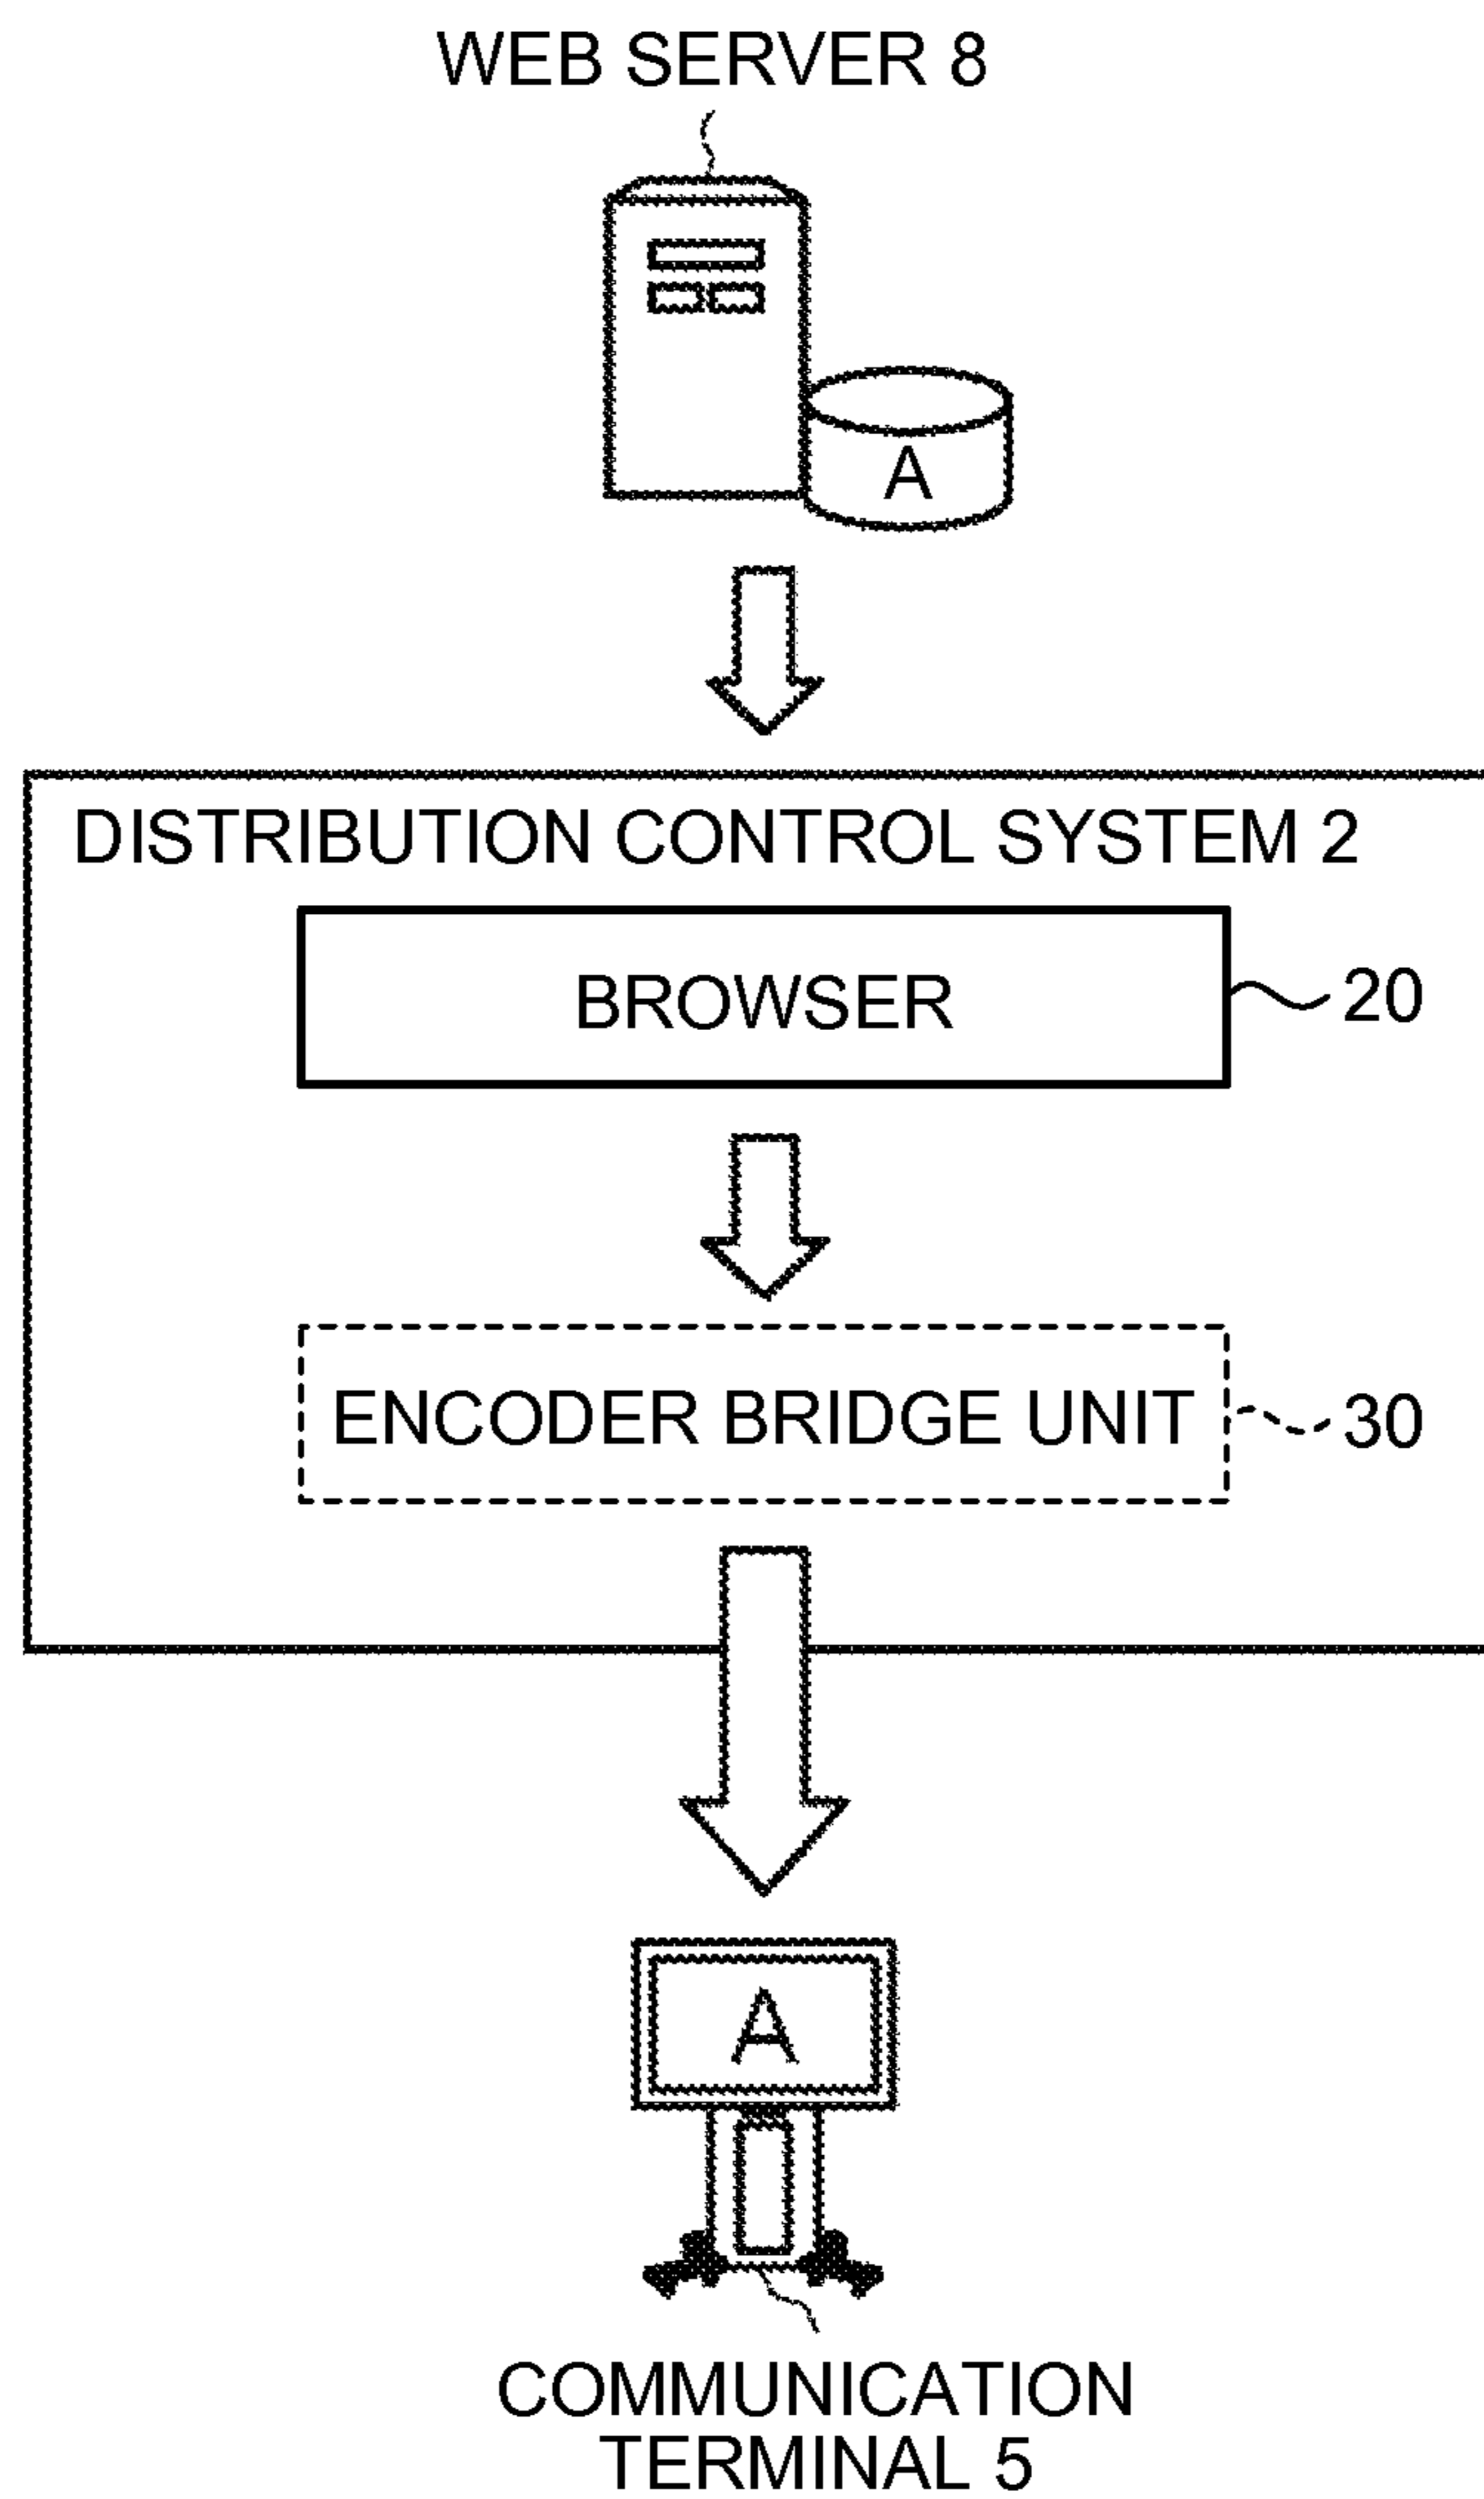 WEB SERVER 8
A
DISTRIBUTION CONTROL SYSTEM 2
BROWSER
20
ENCODER BRIDGE UNIT
30
A
COMMUNICATION
TERMINAL 5